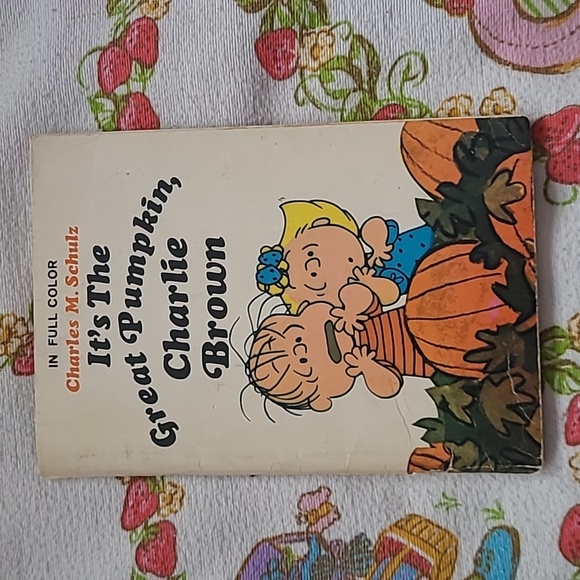 IN FULL COLOR
Charles M. Schulz
It's The
Great Pumpkin,
Charlie
Brown